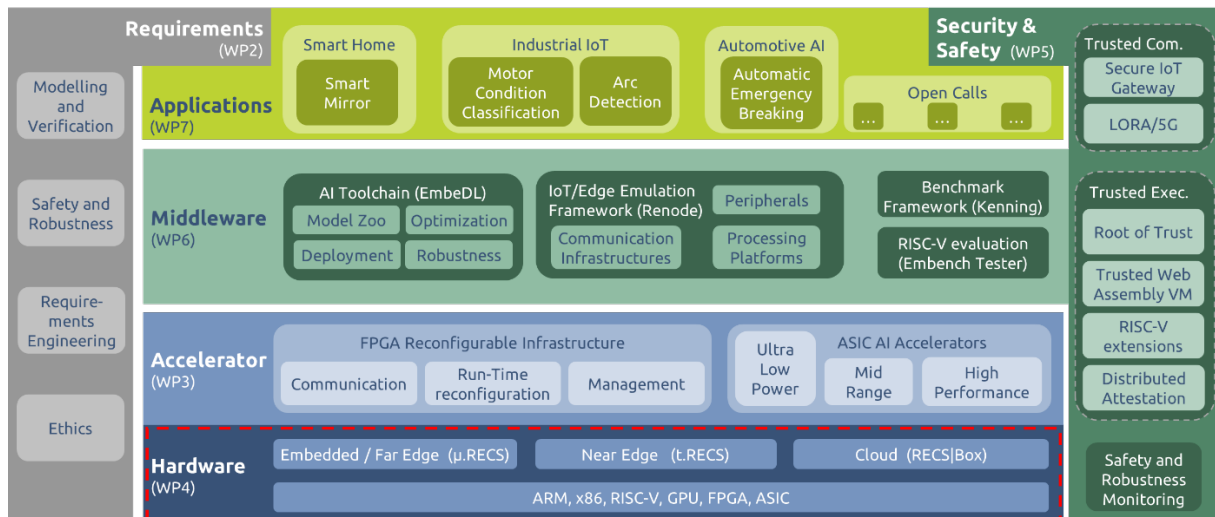 Requirements
(WP2)
Modelling
and
Verification
Safety and
Robustness
Require-
ments
Engineering
Ethics
Applications
(WP7)
Smart Home
Smart
Mirror
Industrial IoT
Motor
Condition
Classification
Arc
Detection
Automotive AI
Automatic
Emergency
Breaking
Open Calls
...
...
...
Middleware
(WP6)
AI Toolchain (EmbeDL)
Model Zoo
Optimization
Deployment
Robustness
IoT/Edge Emulation
Framework (Renode)
Peripherals
Communication
Infrastructures
Processing
Platforms
Benchmark
Framework (Kenning)
RISC-V evaluation
(Embench Tester)
Accelerator
(WP3)
FPGA Reconfigurable Infrastructure
Communication
Run-Time
reconfiguration
Management
ASIC AI Accelerators
Ultra
Low
Power
Mid
Range
High
Performance
Hardware
(WP4)
Embedded / Far Edge (µ.RECS)
Near Edge (t.RECS)
Cloud (RECS|Box)
ARM, x86, RISC-V, GPU, FPGA, ASIC
Security &
Safety (WP5)
Trusted Com.
Secure IoT
Gateway
LORA/5G
Trusted Exec.
Root of Trust
Trusted Web
Assembly VM
RISC-V
extensions
Distributed
Attestation
Safety and
Robustness
Monitoring